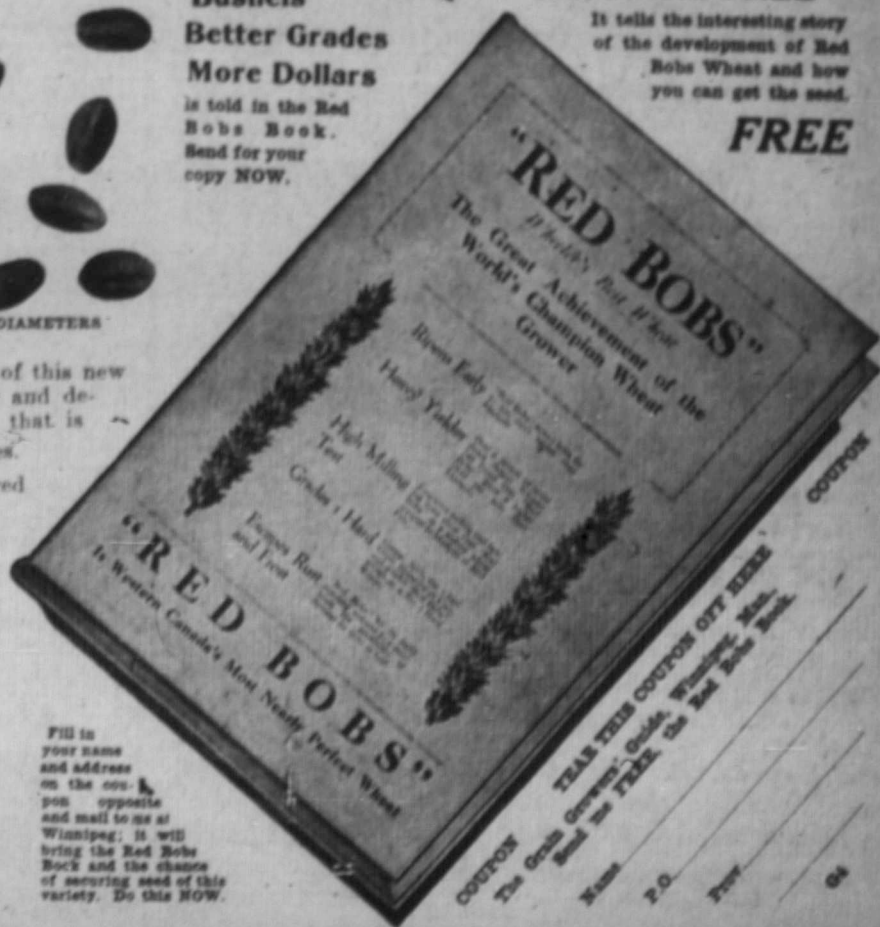 Better Grades
More Dollars
is told in the Red
Bobs Book.
Send for your
copy NOW.
It tells the interesting story
of the development of Red
Bobs Wheat and how
you can get the seed.
FREE
DIAMETERS
of this new
and de-
that is
"RED BOBS"
World's Best Wheat
The Great Achievement of the
World's Champion Wheat
Grower
Ripens Early
Heavy Yielder
High Milling
Test
Grades 1 Hard
Escapes Rust
and Frost
"RED BOBS"
Is Western Canada's Most Nearly Perfect Wheat
Fill in
your name
and address
on the cou-
pon opposite
and mail to us at
Winnipeg; it will
bring the Red Bobs
Book and the chance
of securing seed of this
variety. Do this NOW.
COUPON TEAR THIS COUPON OFF HERE COUPON
The Grain Growers' Guide, Winnipeg, Man.
Send me FREE, the Red Bobs Book.
Name
P.O.
Prov.
G4